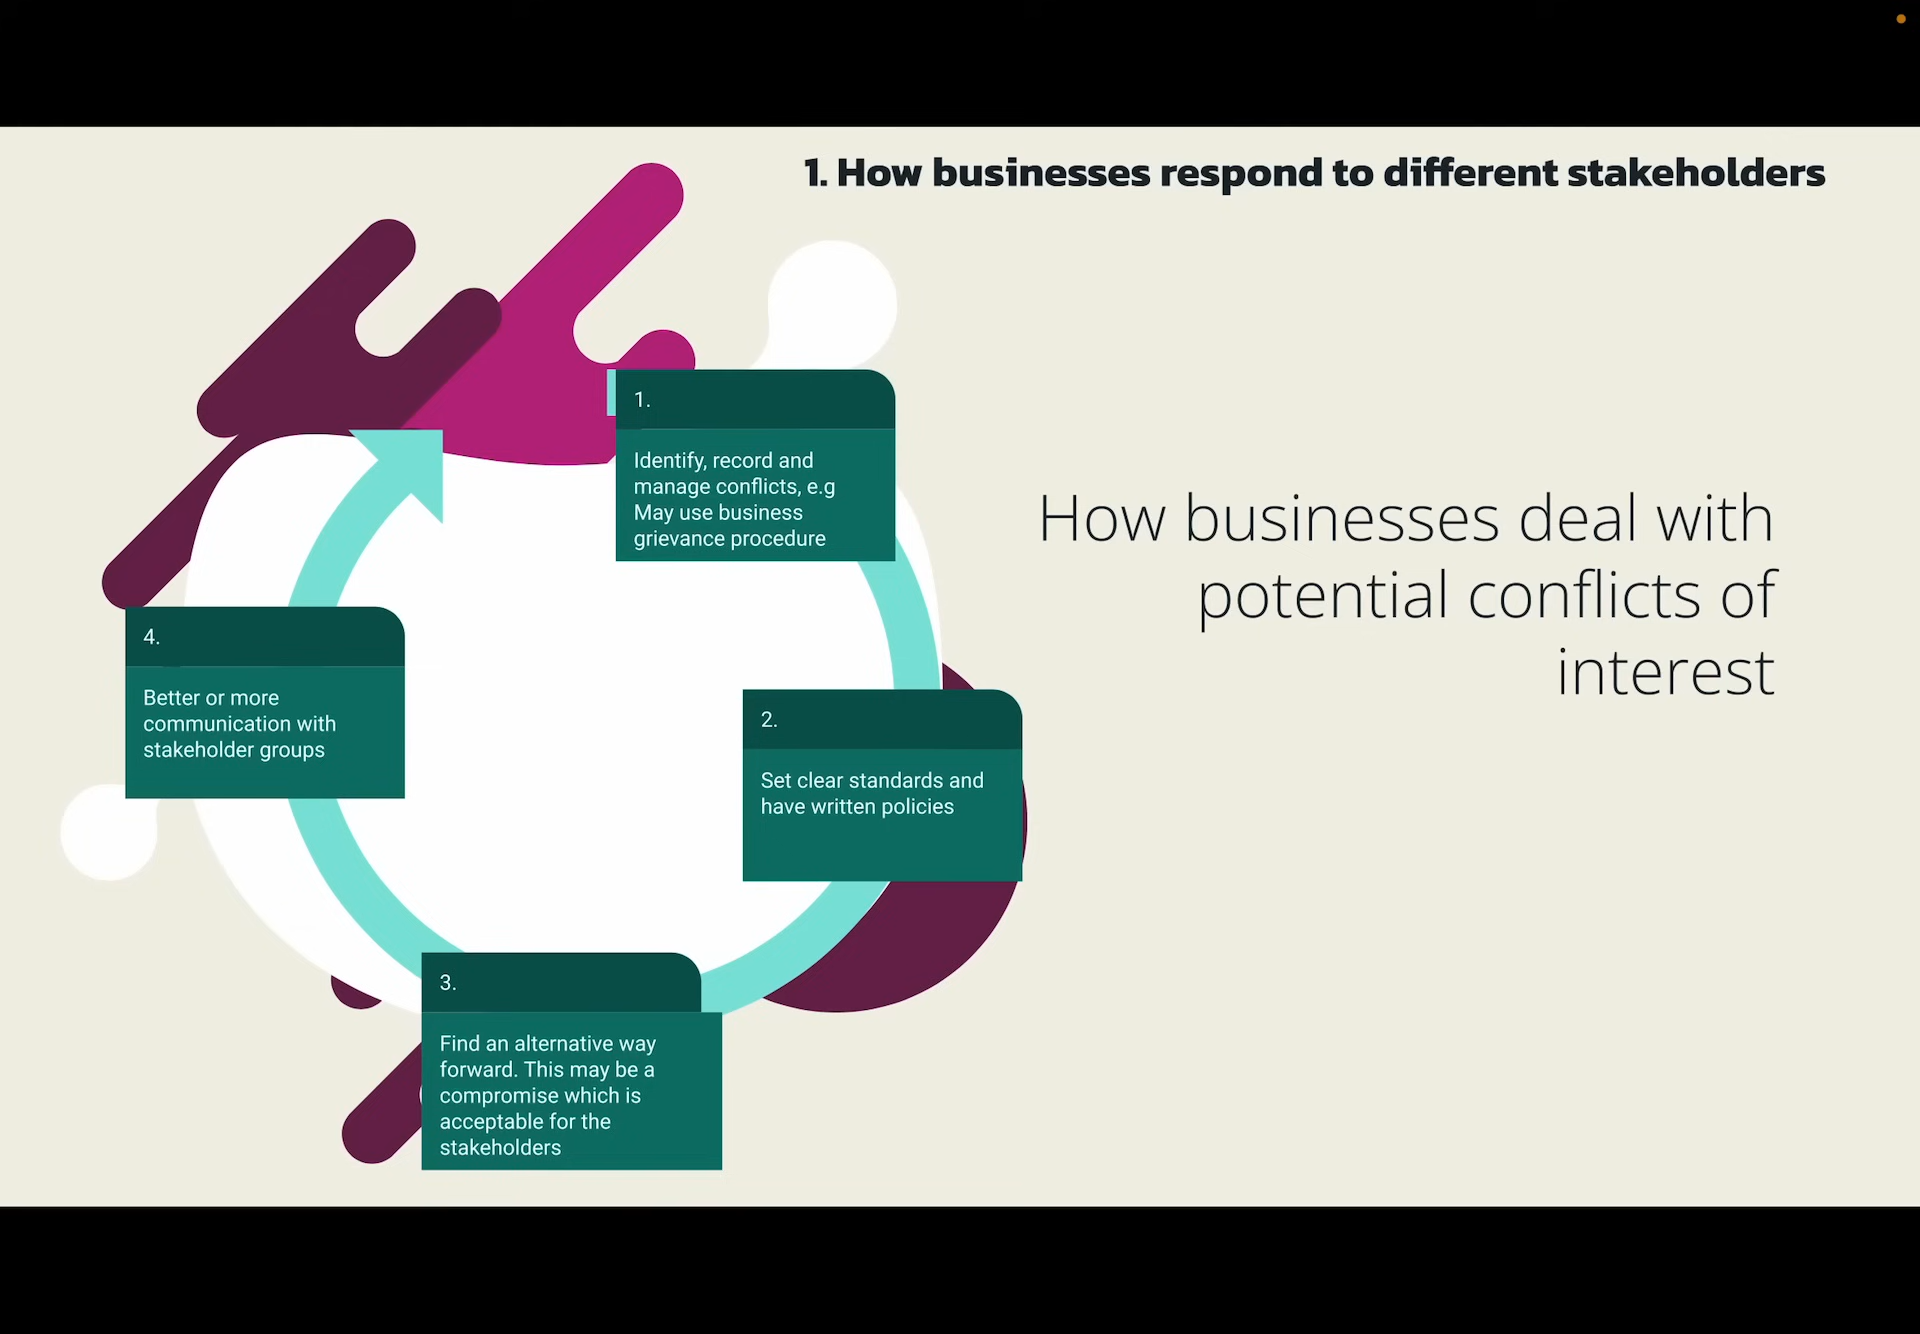 1. How businesses respond to different stakeholders
1.
Identify, record and
manage conflicts, e.g
May use business
grievance procedure
How businesses deal with
potential conflicts of
interest
2.
Set clear standards and
have written policies
3.
Find an alternative way
forward. This may be a
compromise which is
acceptable for the
stakeholders
4.
Better or more
communication with
stakeholder groups